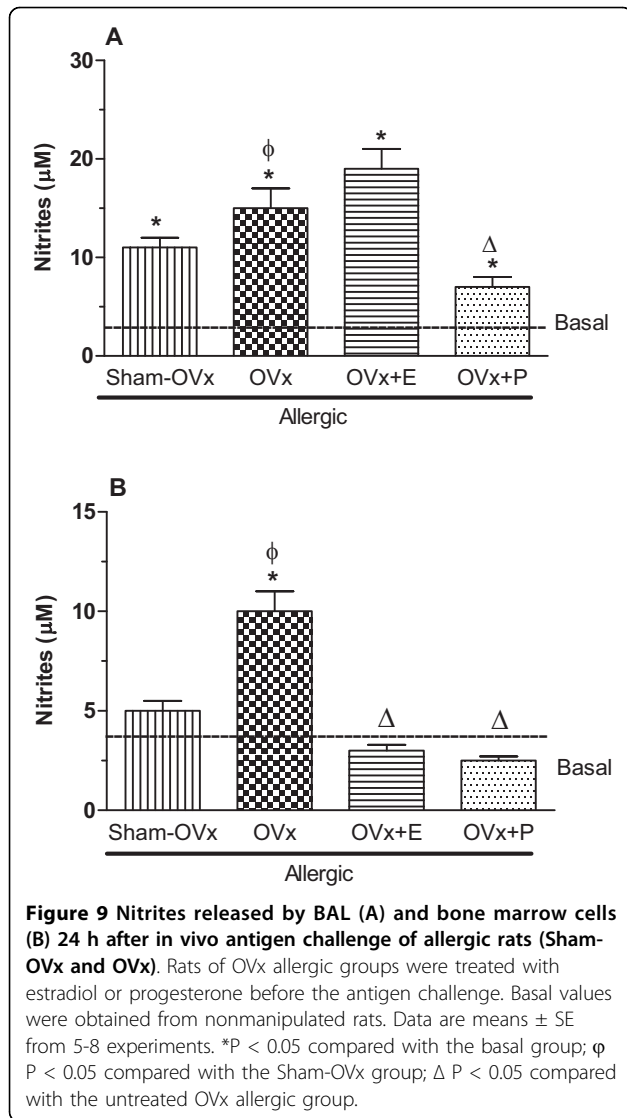 A
30
20
10
0
Nitrites (μM)
*
ϕ
*
*
Δ
*
Basal
Sham-OVx OVx OVx+E OVx+P
Allergic
B
15
10
5
0
Nitrites (μM)
ϕ
*
Δ
Δ
Basal
Sham-OVx OVx OVx+E OVx+P
Allergic
Figure 9 Nitrites released by BAL (A) and bone marrow cells
(B) 24 h after in vivo antigen challenge of allergic rats (Sham-
OVx and OVx). Rats of OVx allergic groups were treated with
estradiol or progesterone before the antigen challenge. Basal values
were obtained from nonmanipulated rats. Data are means ± SE
from 5-8 experiments. *P < 0.05 compared with the basal group; φ
P < 0.05 compared with the Sham-OVx group; Δ P < 0.05 compared
with the untreated OVx allergic group.